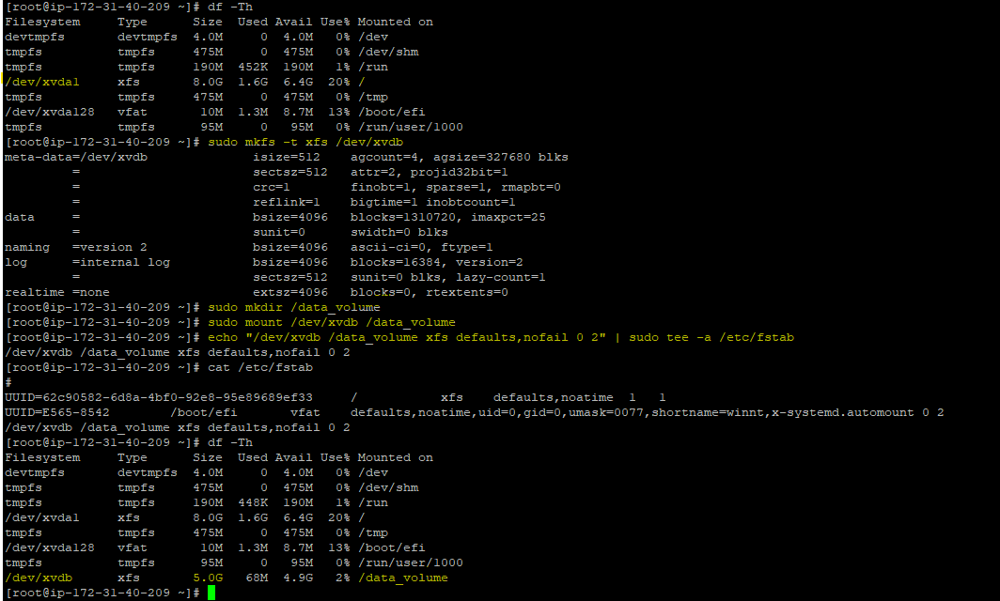 [root@ip-172-31-40-209 ~]# df -Th
Filesystem     Type      Size  Used Avail Use% Mounted on
devtmpfs       devtmpfs  4.0M     0  4.0M   0% /dev
tmpfs          tmpfs     475M     0  475M   0% /dev/shm
tmpfs          tmpfs     190M  452K  190M   1% /run
/dev/xvda1     xfs       8.0G  1.6G  6.4G  20% /
tmpfs          tmpfs     475M     0  475M   0% /tmp
/dev/xvda128   vfat       10M  1.3M  8.7M  13% /boot/efi
tmpfs          tmpfs      95M     0   95M   0% /run/user/1000
[root@ip-172-31-40-209 ~]# sudo mkfs -t xfs /dev/xvdb
meta-data=/dev/xvdb              isize=512    agcount=4, agsize=327680 blks
         =                       sectsz=512   attr=2, projid32bit=1
         =                       crc=1        finobt=1, sparse=1, rmapbt=0
         =                       reflink=1    bigtime=1 inobtcount=1
data     =                       bsize=4096   blocks=1310720, imaxpct=25
         =                       sunit=0      swidth=0 blks
naming   =version 2              bsize=4096   ascii-ci=0, ftype=1
log      =internal log           bsize=4096   blocks=16384, version=2
         =                       sectsz=512   sunit=0 blks, lazy-count=1
realtime =none                   extsz=4096   blocks=0, rtextents=0
[root@ip-172-31-40-209 ~]# sudo mkdir /data_volume
[root@ip-172-31-40-209 ~]# sudo mount /dev/xvdb /data_volume
[root@ip-172-31-40-209 ~]# echo "/dev/xvdb /data_volume xfs defaults,nofail 0 2" | sudo tee -a /etc/fstab
/dev/xvdb /data_volume xfs defaults,nofail 0 2
[root@ip-172-31-40-209 ~]# cat /etc/fstab
#
UUID=62c90582-6d8a-4bf0-92e8-95e89689ef33     /           xfs    defaults,noatime  1   1
UUID=E565-8542        /boot/efi       vfat    defaults,noatime,uid=0,gid=0,umask=0077,shortname=winnt,x-systemd.automount 0 2
/dev/xvdb /data_volume xfs defaults,nofail 0 2
[root@ip-172-31-40-209 ~]# df -Th
Filesystem     Type      Size  Used Avail Use% Mounted on
devtmpfs       devtmpfs  4.0M     0  4.0M   0% /dev
tmpfs          tmpfs     475M     0  475M   0% /dev/shm
tmpfs          tmpfs     190M  448K  190M   1% /run
/dev/xvda1     xfs       8.0G  1.6G  6.4G  20% /
tmpfs          tmpfs     475M     0  475M   0% /tmp
/dev/xvda128   vfat       10M  1.3M  8.7M  13% /boot/efi
tmpfs          tmpfs      95M     0   95M   0% /run/user/1000
/dev/xvdb      xfs       5.0G   68M  4.9G   2% /data_volume
[root@ip-172-31-40-209 ~]#